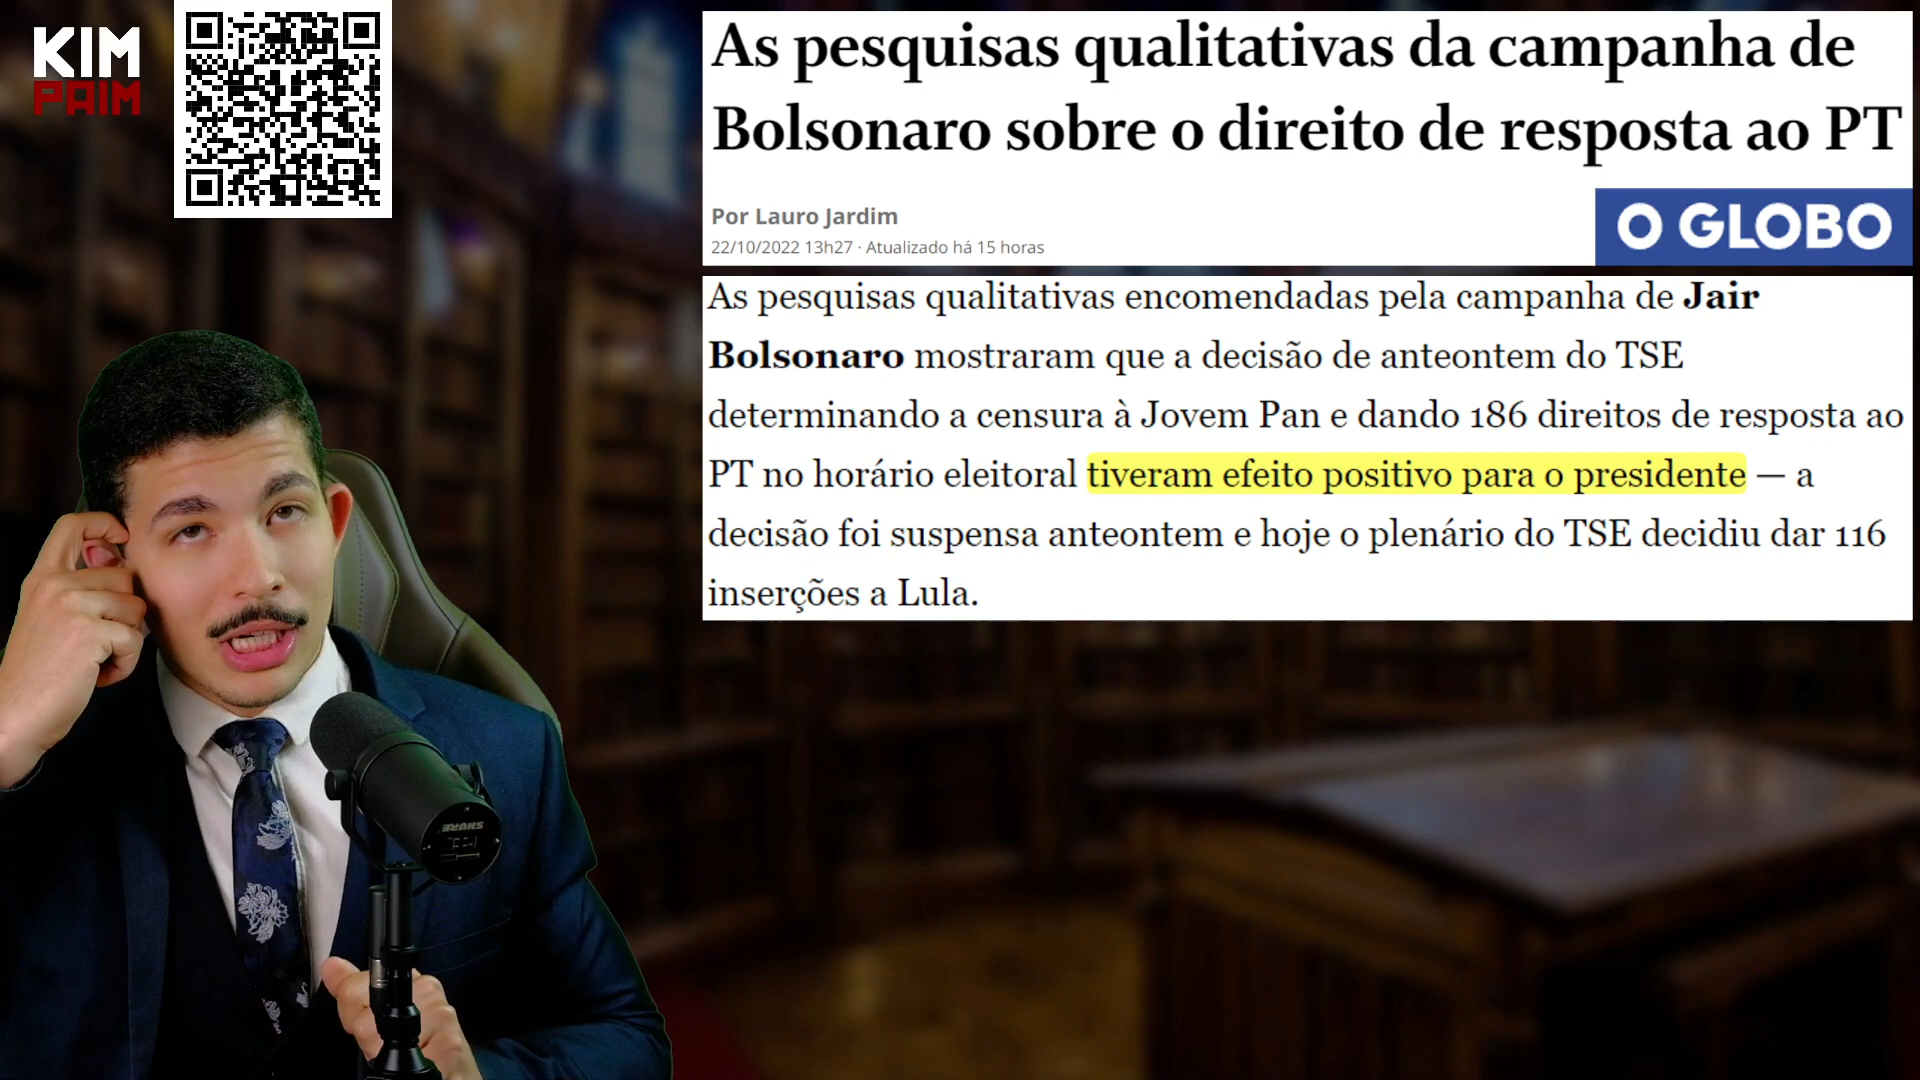 KIM
PAIM
As pesquisas qualitativas da campanha de
Bolsonaro sobre o direito de resposta ao PT
Por Lauro Jardim
22/10/2022 13h27 · Atualizado há 15 horas
O GLOBO
As pesquisas qualitativas encomendadas pela campanha de Jair
Bolsonaro mostraram que a decisão de anteontem do TSE
determinando a censura à Jovem Pan e dando 186 direitos de resposta ao
PT no horário eleitoral tiveram efeito positivo para o presidente — a
decisão foi suspensa anteontem e hoje o plenário do TSE decidiu dar 116
inserções a Lula.
SHURE